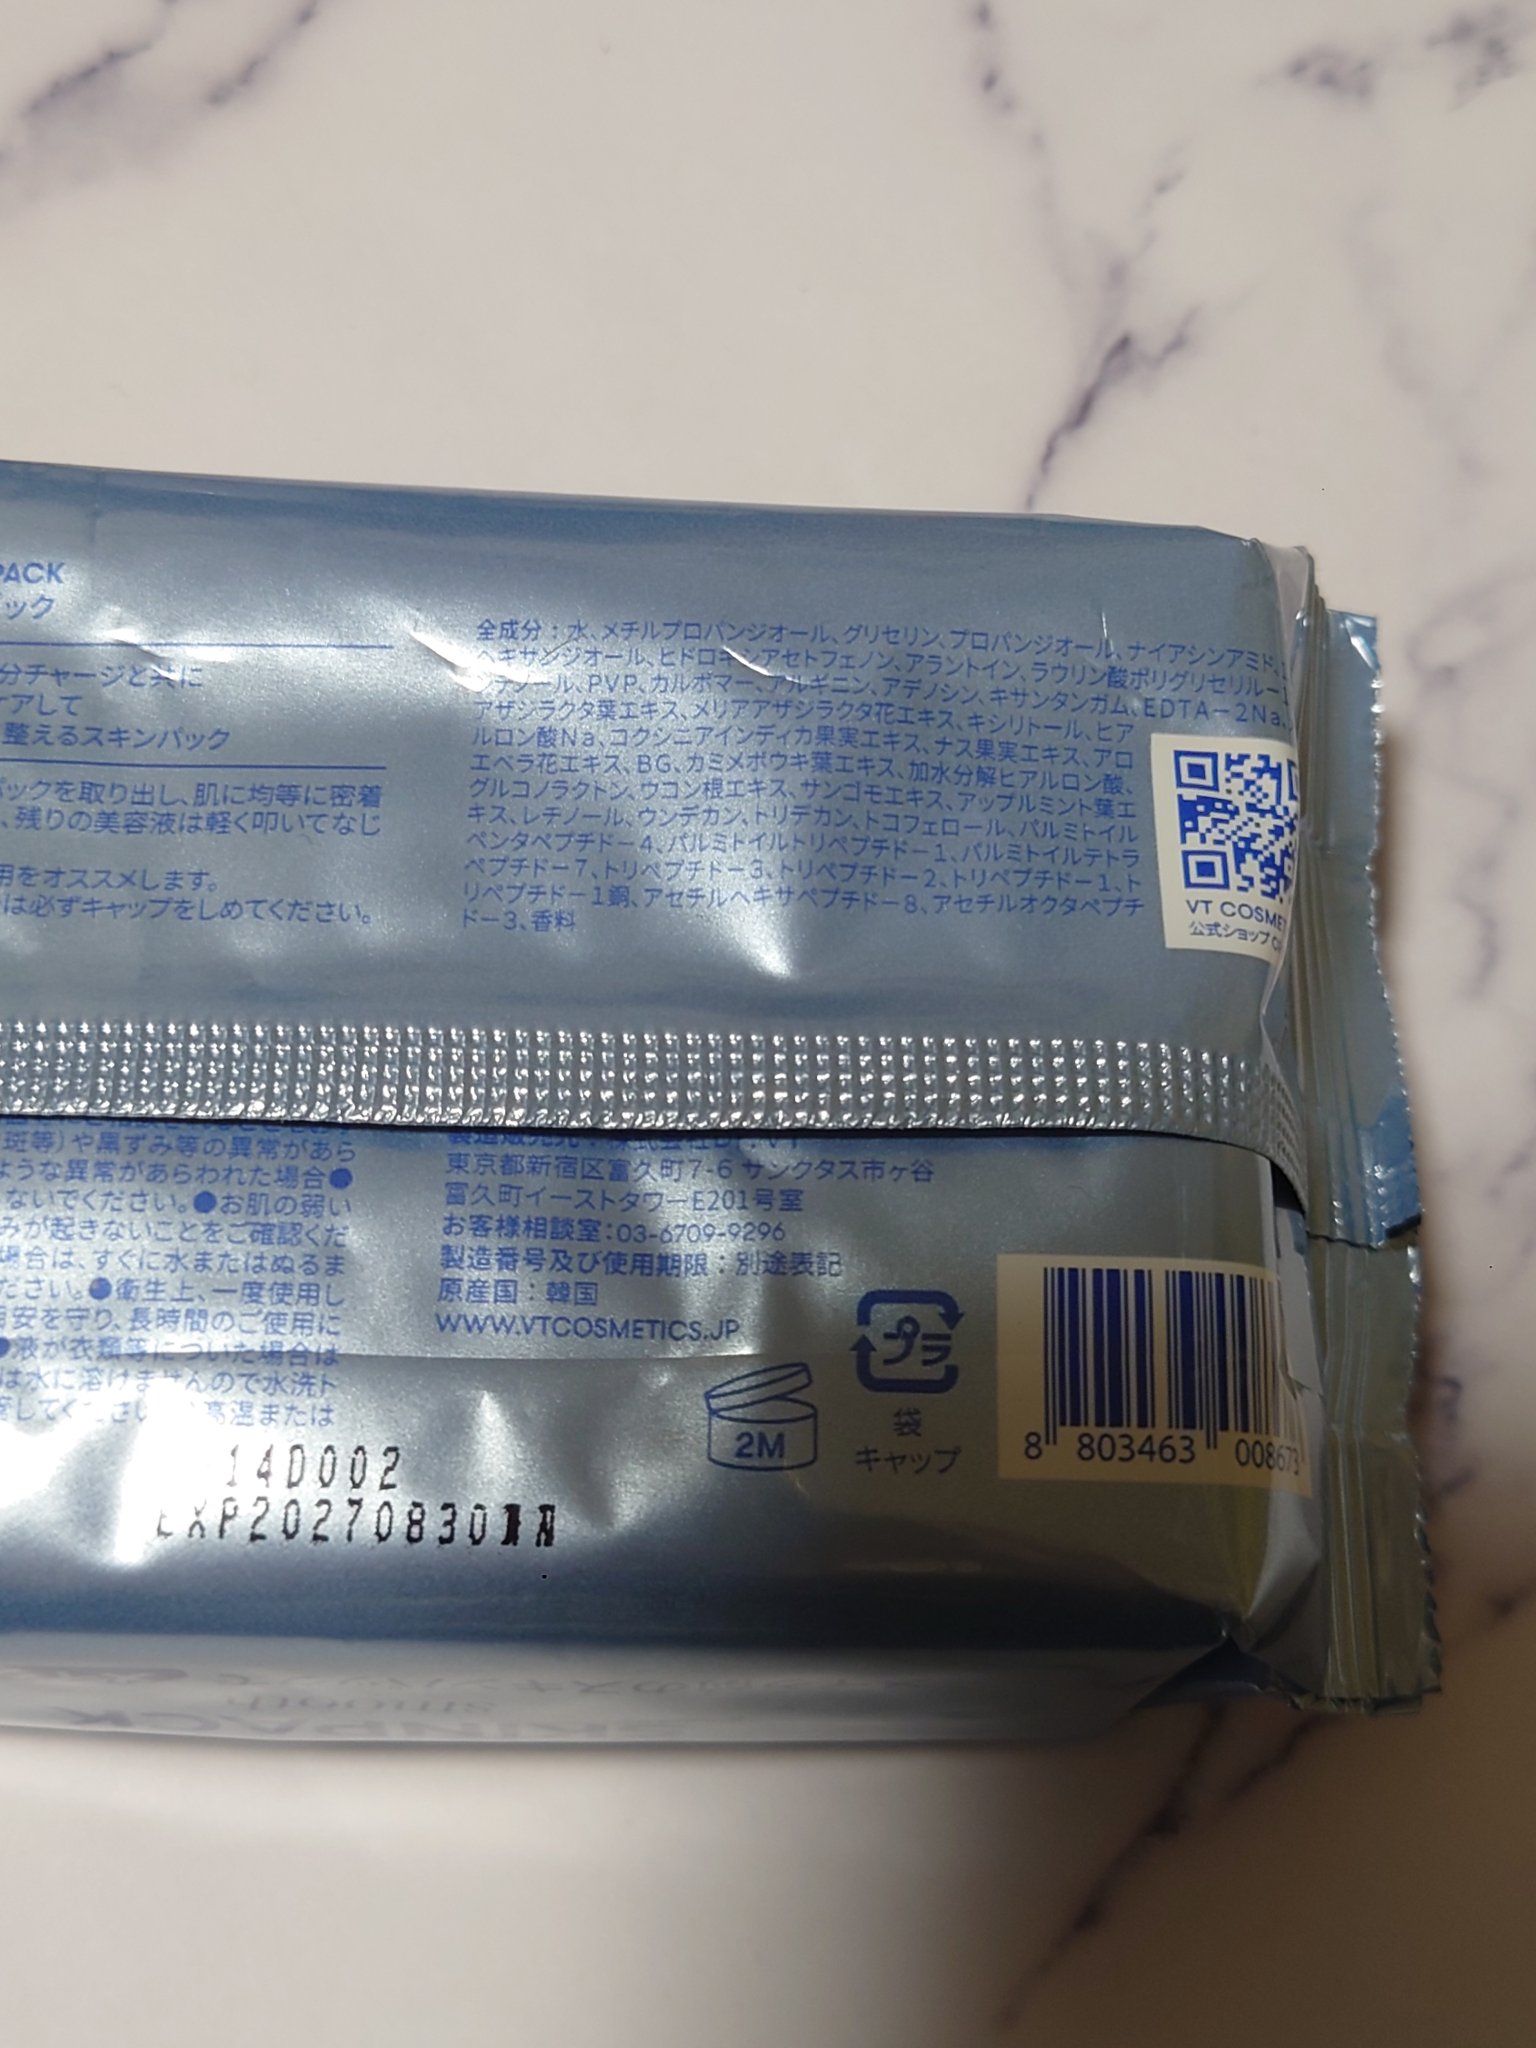 PACK
ック
分チャージと共に
ケアして
整えるスキンパック
パックを取り出し、肌に均等に密着
、残りの美容液は軽く叩いてなじ
用をオススメします。
は必ずキャップをしめてください。
全成分：水、メチルプロパンジオール、グリセリン、プロパンジオール、ナイアシンアミド、
ヘキサンジオール、ヒドロキシアセトフェノン、アラントイン、ラウリン酸ポリグリセリル－
PVP、カルボマー、アルギニン、アデノシン、キサンタンガム、EDTA－2Na、
アザジラクタ葉エキス、メリアアザジラクタ花エキス、キシリトール、ヒア
ルロン酸Na、コクシニアインディカ果実エキス、ナス果実エキス、アロ
エベラ花エキス、BG、カミメボウキ葉エキス、加水分解ヒアルロン酸、
グルコノラクトン、ウコン根エキス、サンゴモエキス、アップルミント葉エ
キス、レチノール、ウンデカン、トリデカン、トコフェロール、パルミトイル
ペンタペプチド－4、パルミトイルトリペプチド－1、パルミトイルテトラ
ペプチド－7、トリペプチド－3、トリペプチド－2、トリペプチド－1、ト
リペプチド－1銅、アセチルヘキサペプチド－8、アセチルオクタペプチ
ド－3、香料
VT COSMET
公式ショップ
斑等)や黒ずみ等の異常があら
ような異常があらわれた場合●
ないでください。●お肌の弱い
みが起きないことをご確認くだ
場合は、すぐに水またはぬるま
ださい。●衛生上、一度使用し
目安を守り、長時間のご使用に
●液が衣類等についた場合は
は水に溶けませんので水洗ト
高温または
製造販売元
東京都新宿区富久町7-6 サンクタス市ヶ谷
富久町イーストタワーE201号室
お客様相談室：03-6709-9296
製造番号及び使用期限：別途表記
原産国：韓国
WWW.VTCOSMETICS.JP
2M
プラ
袋
キャップ
8 803463 008673
14D002
EXP20270830
SKINPACK
smooth